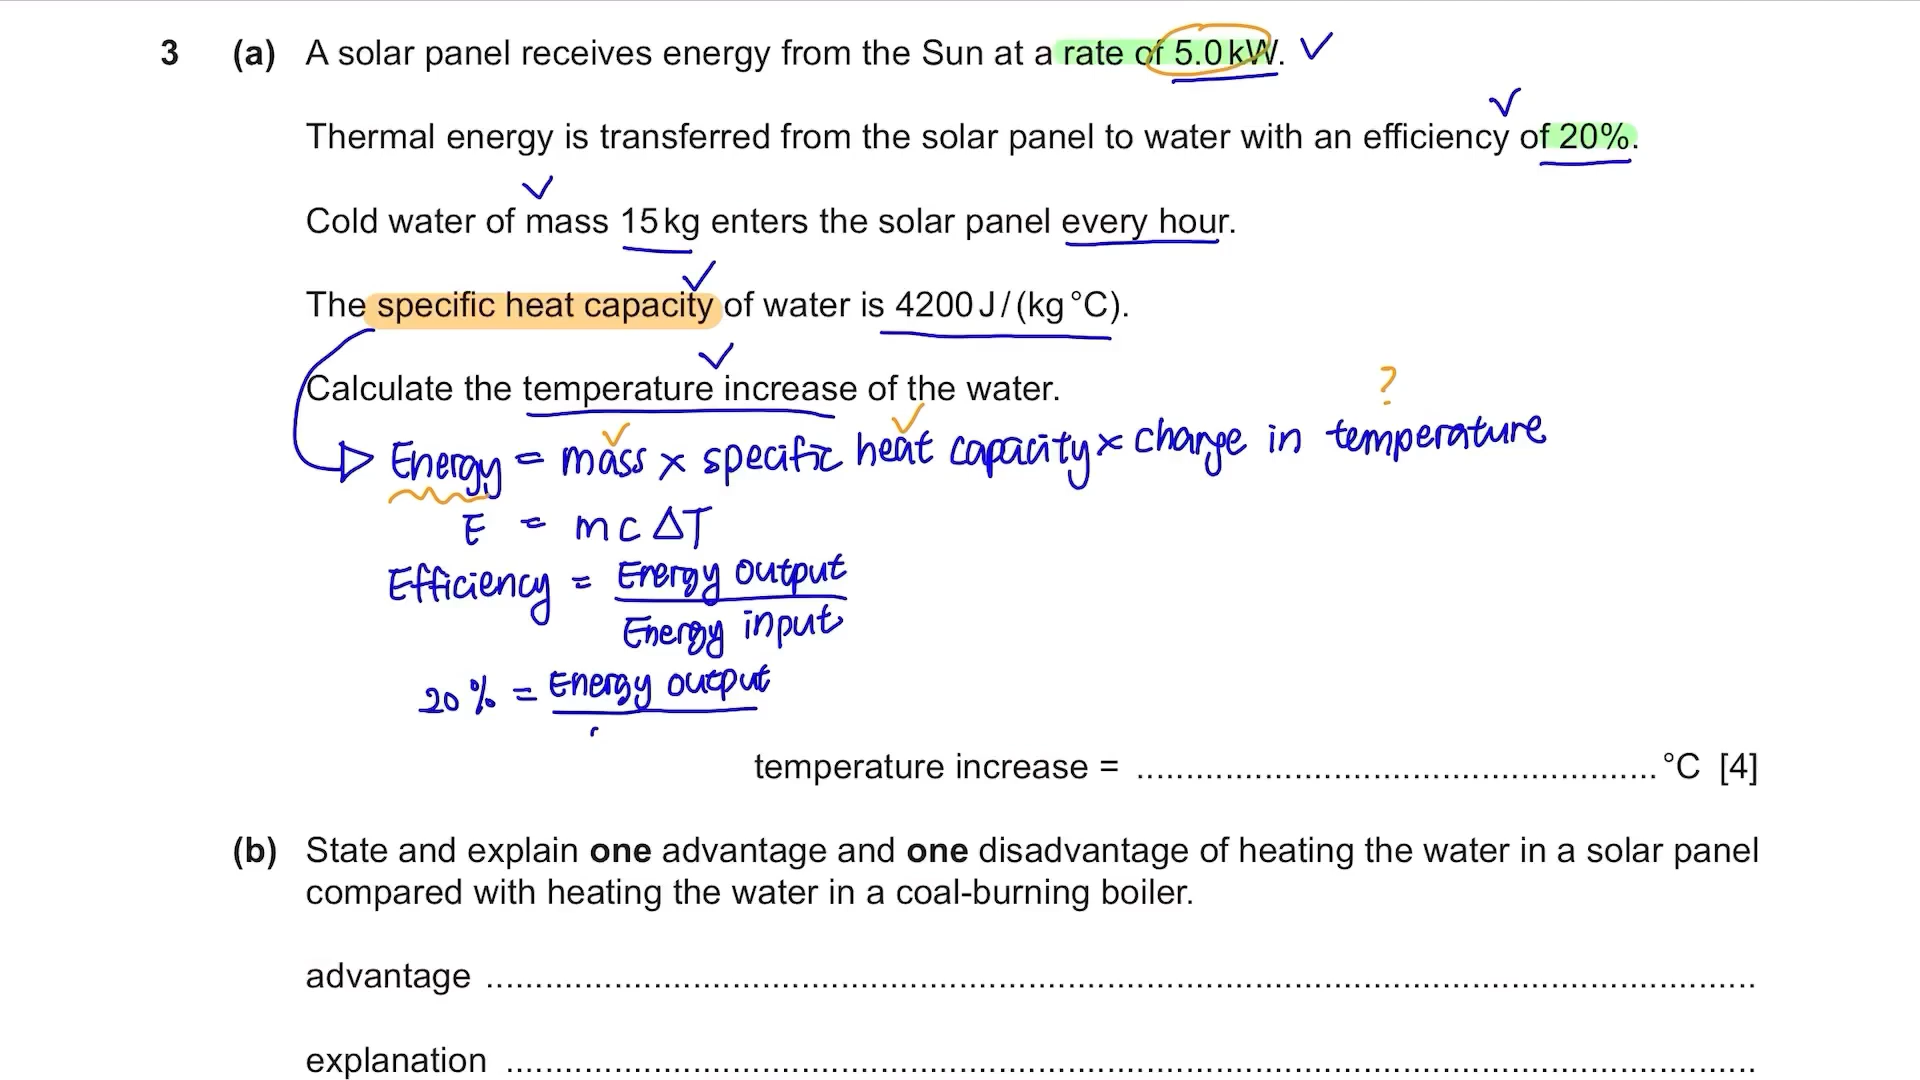 3 (a) A solar panel receives energy from the Sun at a rate of 5.0 kW.
Thermal energy is transferred from the solar panel to water with an efficiency of 20%.
Cold water of mass 15 kg enters the solar panel every hour.
The specific heat capacity of water is 4200 J/(kg °C).
Calculate the temperature increase of the water.
?
Energy = mass x specific heat capacity x change in temperature
E = mc ΔT
Efficiency = Energy output
Energy input
20% = Energy output
temperature increase = ........................................................ °C [4]
(b) State and explain one advantage and one disadvantage of heating the water in a solar panel
compared with heating the water in a coal-burning boiler.
advantage ................................................................................................................................
explanation ..............................................................................................................................